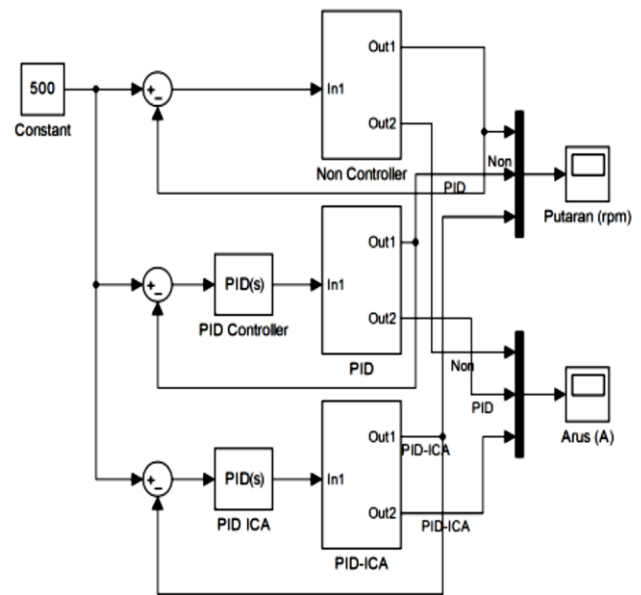 Out1
500
In1
Constant
Out2
Non
Non Controller
PID
Putaran (rpm)
Out1
PID(s)
In1
PID Controller
Out2
PID
Non
PID
Arus (A)
Out1
PID-ICA
PID(s)
In1
PID ICA
Out2
PID-ICA
PID-ICA